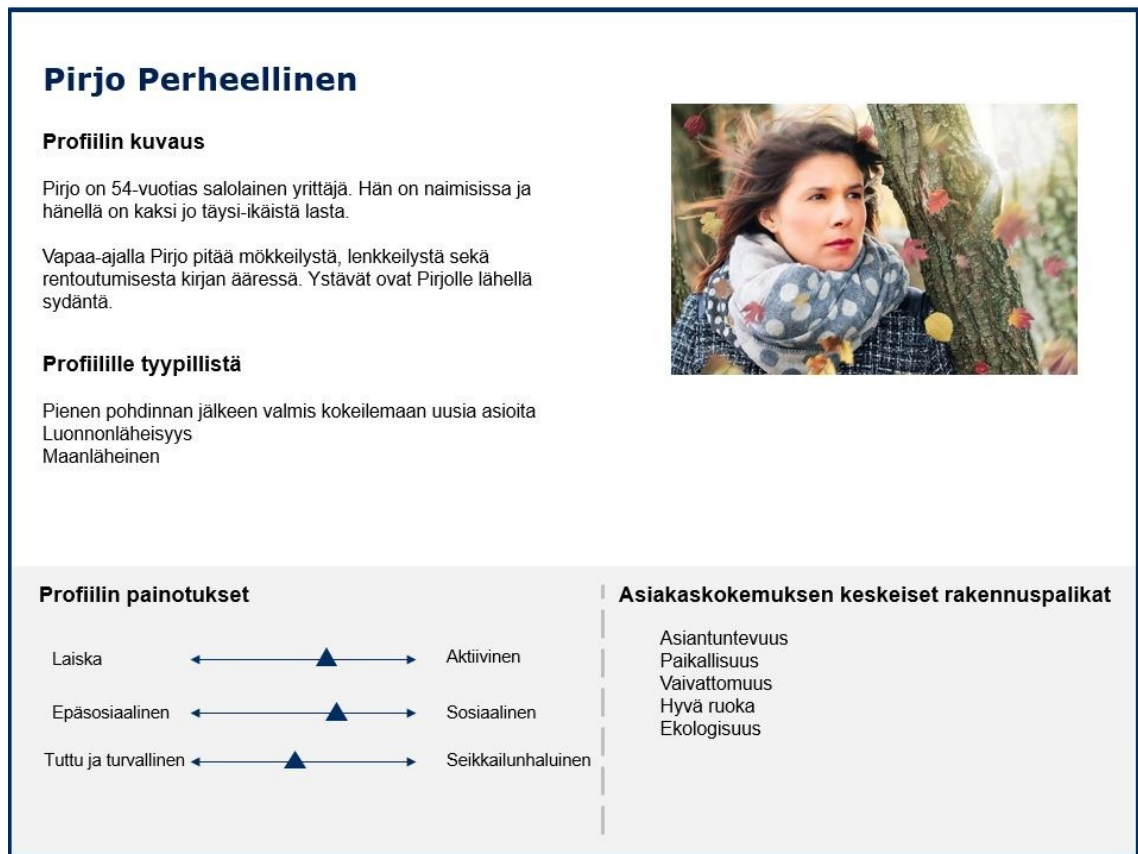 Pirjo Perheellinen
Profiilin kuvaus
Pirjo on 54-vuotias salolainen yrittäjä. Hän on naimisissa ja
hänellä on kaksi jo täysi-ikäistä lasta.
Vapaa-ajalla Pirjo pitää mökkeilystä, lenkkeilystä sekä
rentoutumisesta kirjan ääressä. Ystävät ovat Pirjolle lähellä
sydäntä.
Profiilille tyypillistä
Pienen pohdinnan jälkeen valmis kokeilemaan uusia asioita
Luonnonläheisyys
Maanläheinen
Profiilin painotukset
Laiska
Aktiivinen
Epäsosiaalinen
Sosiaalinen
Tuttu ja turvallinen
Seikkailunhaluinen
Asiakaskokemuksen keskeiset rakennuspalikat
Asiantuntevuus
Paikallisuus
Vaivattomuus
Hyvä ruoka
Ekologisuus